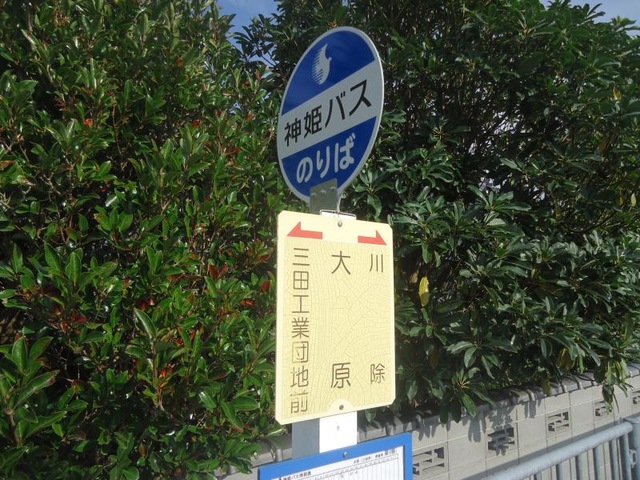 神姫バス
のりば
川除
大原
三田工業団地前